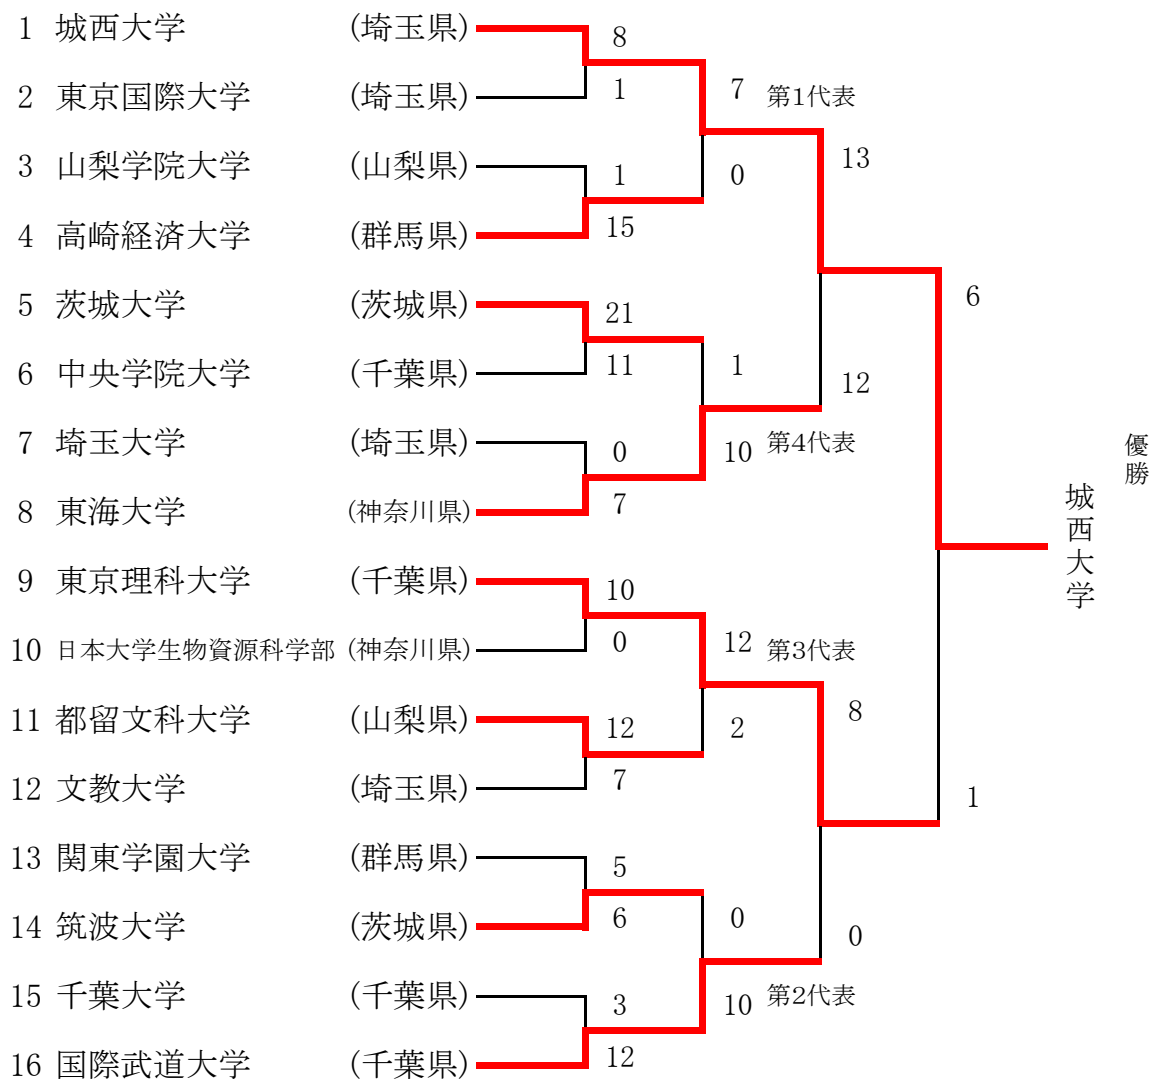 1 城西大学 (埼玉県)
8
2 東京国際大学 (埼玉県)
1
7 第1代表
3 山梨学院大学 (山梨県)
1
0
13
4 高崎経済大学 (群馬県)
15
5 茨城大学 (茨城県)
21
6
6 中央学院大学 (千葉県)
11
1
12
7 埼玉大学 (埼玉県)
0
10 第4代表
8 東海大学 (神奈川県)
7
優勝
城西大学
9 東京理科大学 (千葉県)
10
10 日本大学生物資源科学部 (神奈川県)
0
12 第3代表
11 都留文科大学 (山梨県)
12
2
8
12 文教大学 (埼玉県)
7
1
13 関東学園大学 (群馬県)
5
14 筑波大学 (茨城県)
6
0
0
15 千葉大学 (千葉県)
3
10 第2代表
16 国際武道大学 (千葉県)
12